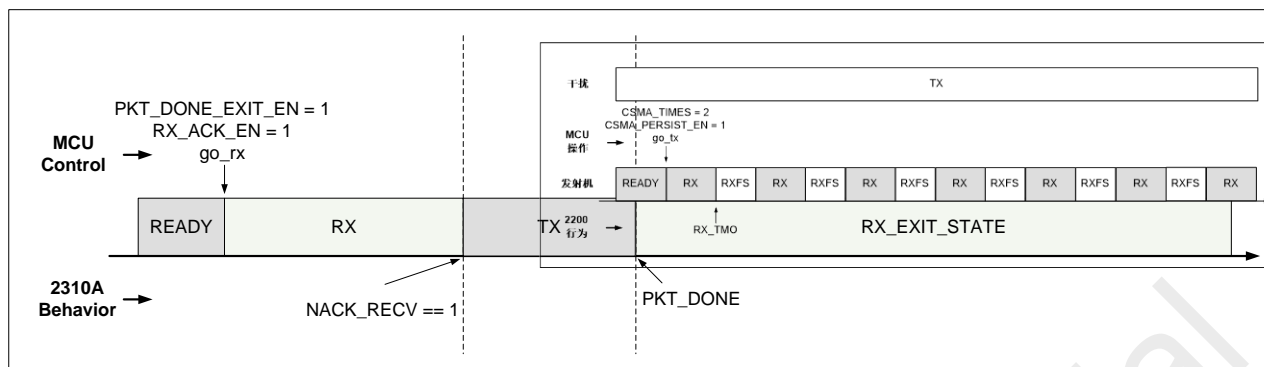 干扰
TX
CSMA_TIMES = 2
CSMA_PERSIST_EN = 1
go_tx
MCU
操作
PKT_DONE_EXIT_EN = 1
RX_ACK_EN = 1
go_rx
MCU
Control
发射机
READY RX RXFS RX RXFS RX RXFS RX RXFS RX RXFS RX RXFS RX
READY RX TX 2200
行为
RX_TMO
RX_EXIT_STATE
NACK_RECV == 1
PKT_DONE
2310A
Behavior